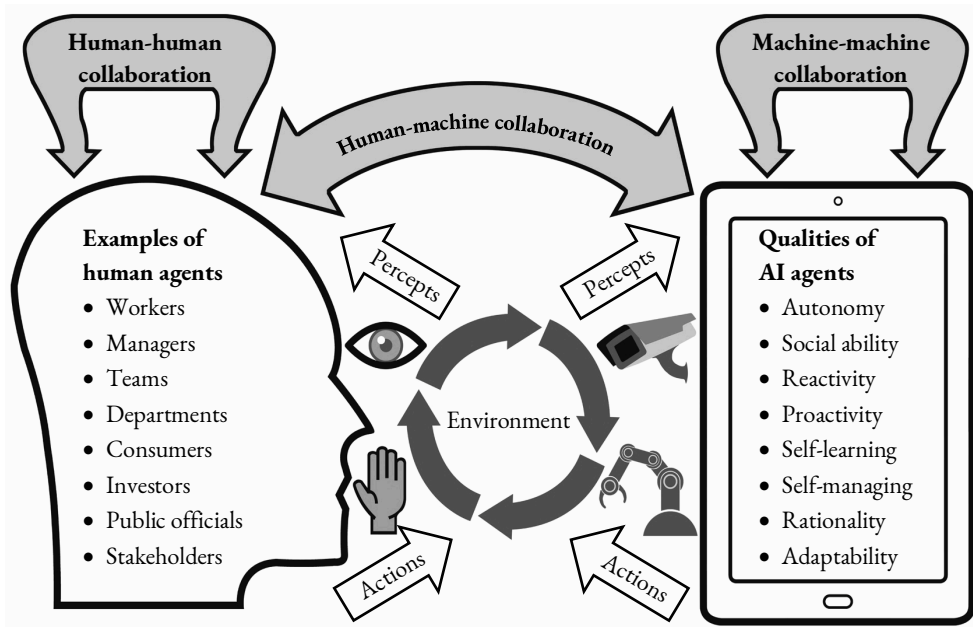 Human-human
collaboration
Machine-machine
collaboration
Human-machine collaboration
Examples of
human agents
• Workers
• Managers
• Teams
• Departments
• Consumers
• Investors
• Public officials
• Stakeholders
Percepts
Percepts
Environment
Actions
Actions
Qualities of
AI agents
• Autonomy
• Social ability
• Reactivity
• Proactivity
• Self-learning
• Self-managing
• Rationality
• Adaptability